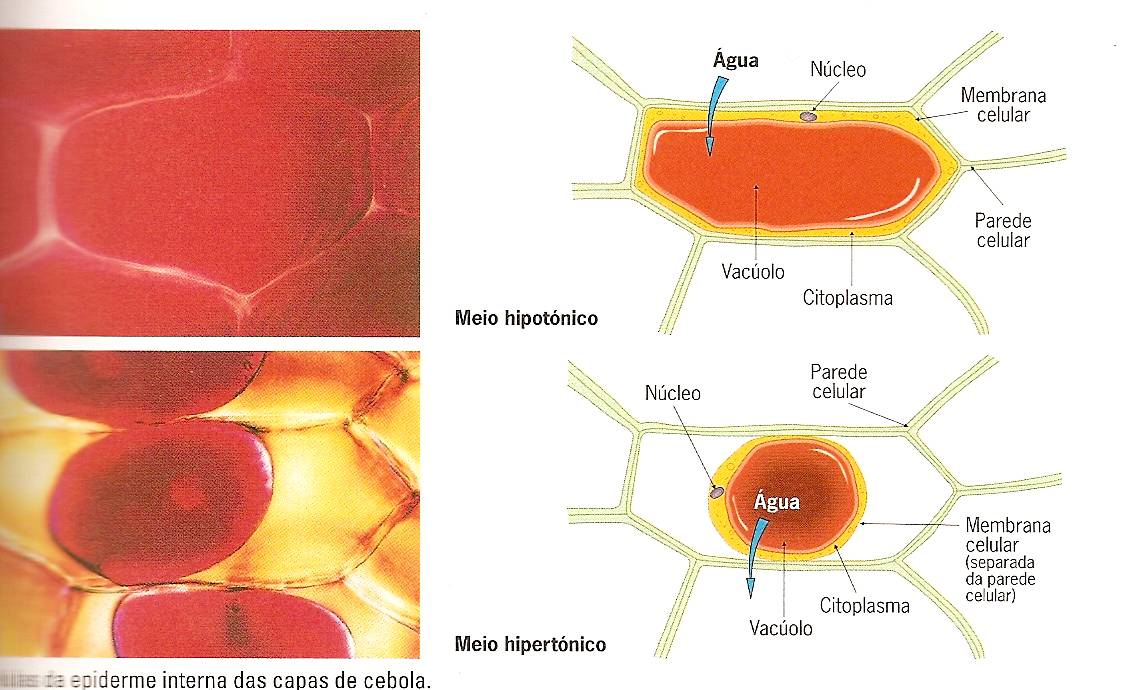 Água
Núcleo
Membrana
celular
Parede
celular
Vacúolo
Citoplasma
Meio hipotónico
Parede
celular
Núcleo
Água
Membrana
celular
(separada
da parede
celular)
Citoplasma
Vacúolo
Meio hipertónico
da epiderme interna das capas de cebola.